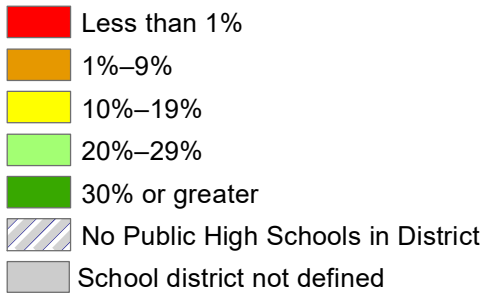 Less than 1%
1%–9%
10%–19%
20%–29%
30% or greater
No Public High Schools in District
School district not defined